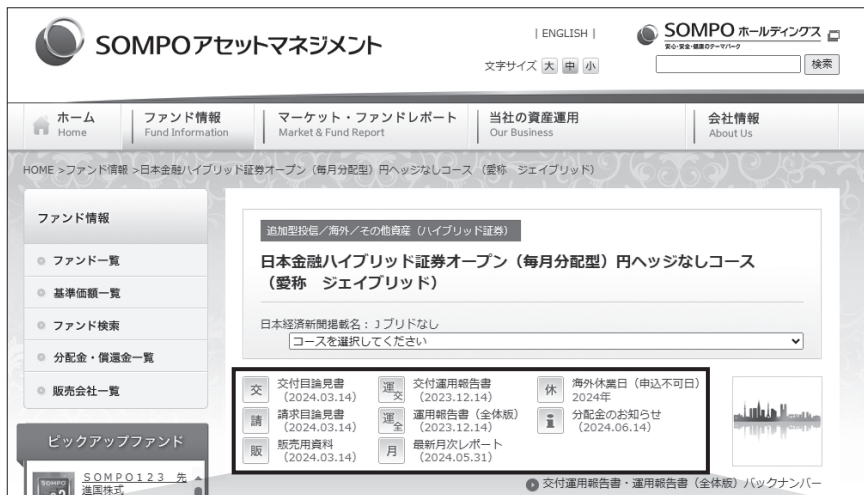 SOMPOアセットマネジメント
| ENGLISH |
SOMPO ホールディングス
安心・安全・健康のテーマパーク
文字サイズ 大 中 小
検索
ホーム
Home
ファンド情報
Fund Information
マーケット・ファンドレポート
Market & Fund Report
当社の資産運用
Our Business
会社情報
About Us
HOME >ファンド情報 >日本金融ハイブリッド証券オープン（毎月分配型）円ヘッジなしコース （愛称 ジェイブリッド）
ファンド情報
ファンド一覧
基準価額一覧
ファンド検索
分配金・償還金一覧
販売会社一覧
ピックアップファンド
SOMPO123 先
進国株式
追加型投信／海外／その他資産（ハイブリッド証券）
日本金融ハイブリッド証券オープン（毎月分配型）円ヘッジなしコース
（愛称 ジェイブリッド）
日本経済新聞掲載名：Ｊブリドなし
コースを選択してください
交 交付目論見書
（2024.03.14）
請 請求目論見書
（2024.03.14）
販 販売用資料
（2024.03.14）
運交 交付運用報告書
（2023.12.14）
運全 運用報告書（全体版）
（2023.12.14）
月 最新月次レポート
（2024.05.31）
休 海外休業日（申込不可日）
2024年
i 分配金のお知らせ
（2024.06.14）
交付運用報告書・運用報告書（全体版）バックナンバー